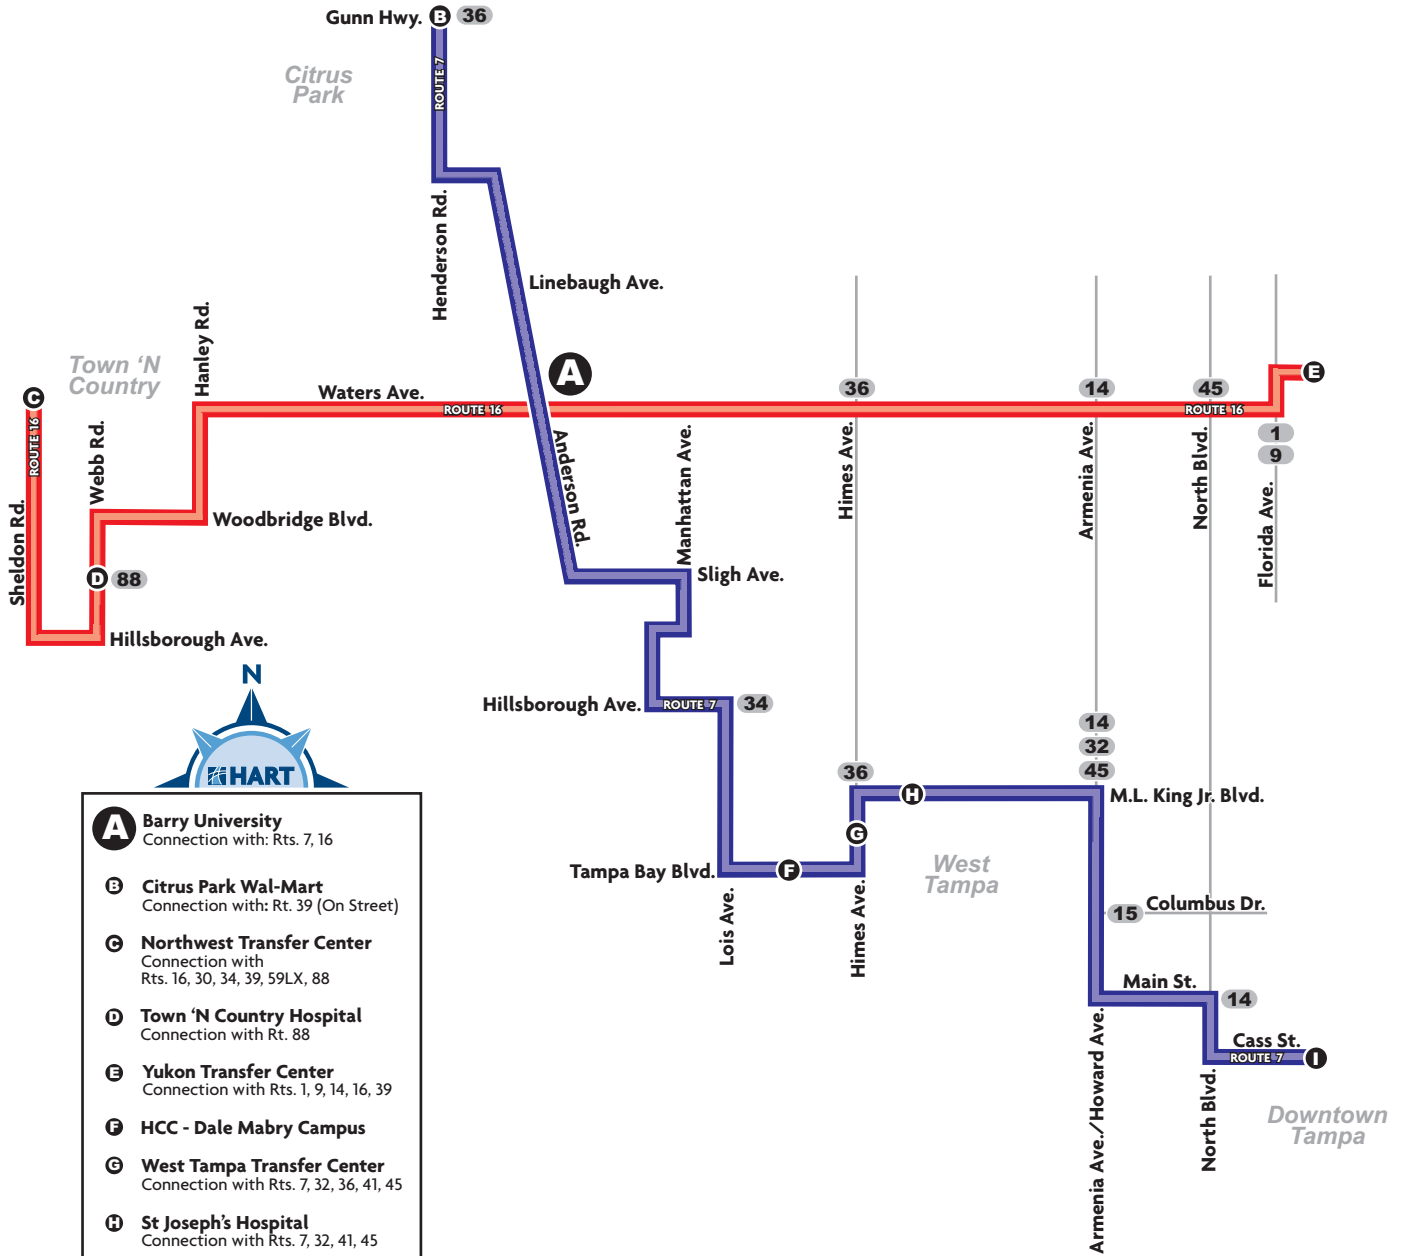 Gunn Hwy. B 36
Citrus
Park
ROUTE 7
Henderson Rd.
Linebaugh Ave.
Hanley Rd.
Town ‘N
Country
C
Waters Ave.
A
36
14
45
E
ROUTE 16
ROUTE 16
ROUTE 16
1
9
Webb Rd.
Anderson Rd.
Manhattan Ave.
Himes Ave.
Armenia Ave.
North Blvd.
Florida Ave.
Sheldon Rd.
Woodbridge Blvd.
D 88
Sligh Ave.
Hillsborough Ave.
N
HART
Hillsborough Ave.
ROUTE 7
34
14
32
45
36
H
M.L. King Jr. Blvd.
G
Tampa Bay Blvd.
F
West
Tampa
Lois Ave.
Himes Ave.
15 Columbus Dr.
Main St.
14
Cass St.
ROUTE 7
I
Armenia Ave./Howard Ave.
North Blvd.
Downtown
Tampa
A Barry University
Connection with: Rts. 7, 16
B Citrus Park Wal-Mart
Connection with: Rt. 39 (On Street)
C Northwest Transfer Center
Connection with
Rts. 16, 30, 34, 39, 59LX, 88
D Town ‘N Country Hospital
Connection with Rt. 88
E Yukon Transfer Center
Connection with Rts. 1, 9, 14, 16, 39
F HCC - Dale Mabry Campus
G West Tampa Transfer Center
Connection with Rts. 7, 32, 36, 41, 45
H St Joseph’s Hospital
Connection with Rts. 7, 32, 41, 45